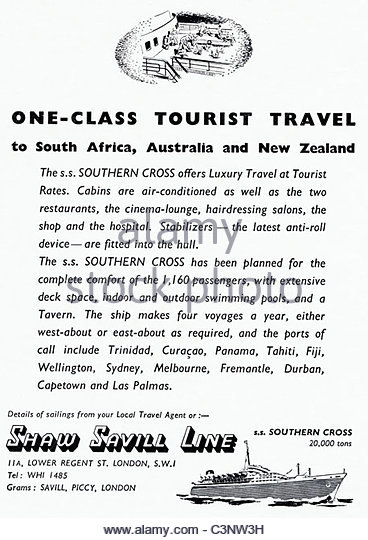 ONE-CLASS TOURIST TRAVEL
to South Africa, Australia and New Zealand
The s.s. SOUTHERN CROSS offers Luxury Travel at Tourist
Rates. Cabins are air-conditioned as well as the two
restaurants, the cinema-lounge, hairdressing salons, the
shop and the hospital. Stabilizers — the latest anti-roll
device — are fitted into the hull.
The s.s. SOUTHERN CROSS has been planned for the
complete comfort of the 1,160 passengers, with extensive
deck space, indoor and outdoor swimming pools, and a
Tavern. The ship makes four voyages a year, either
west-about or east-about as required, and the ports of
call include Trinidad, Curaçao, Panama, Tahiti, Fiji,
Wellington, Sydney, Melbourne, Fremantle, Durban,
Capetown and Las Palmas.
Details of sailings from your Local Travel Agent or :—
SHAW SAVILL LINE
11A, LOWER REGENT ST. LONDON, S.W.1
Tel: WHI 1485
Grams : SAVILL, PICCY, LONDON
s.s. SOUTHERN CROSS
20,000 tons
alamy
stock photo
www.alamy.com - C3NW3H